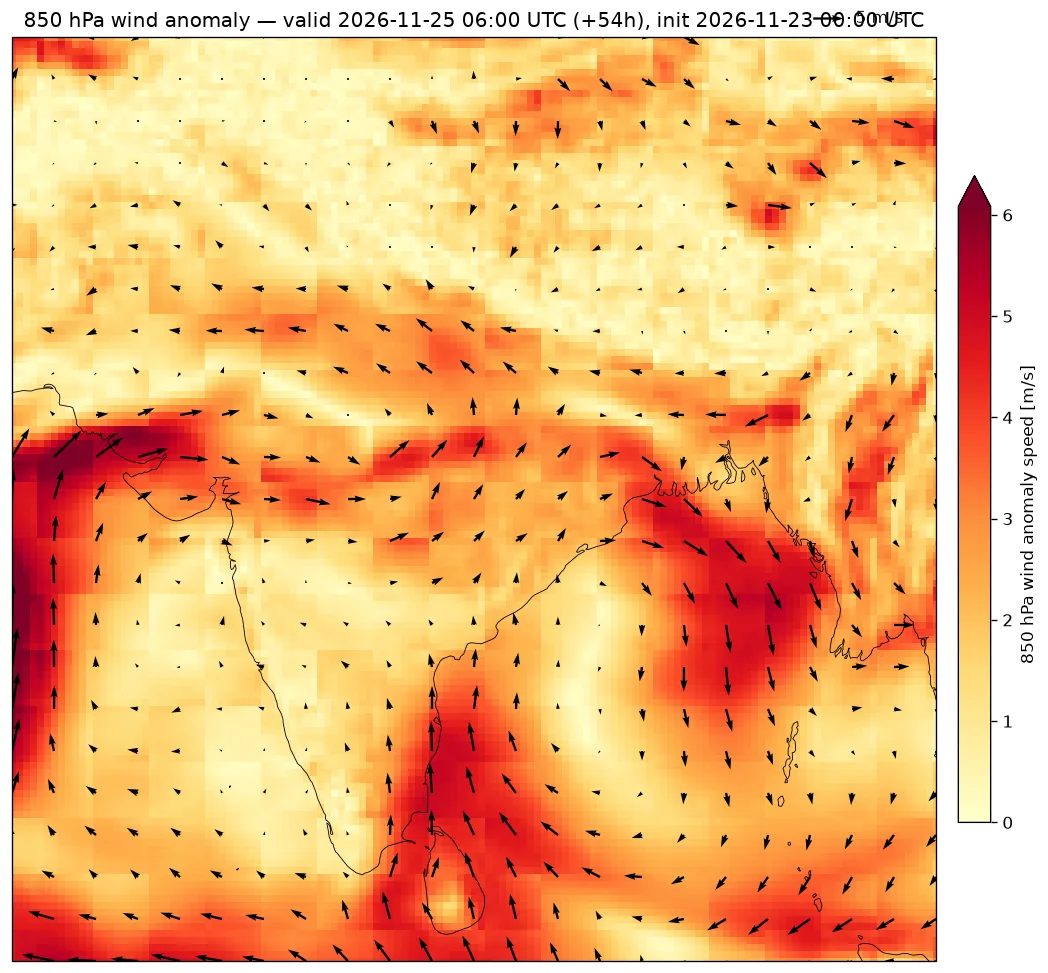 850 hPa wind anomaly — valid 2026-11-25 06:00 UTC (+54h), init 2026-11-23 00:00 UTC
5 m/s
6
5
4
3
2
1
0
850 hPa wind anomaly speed [m/s]